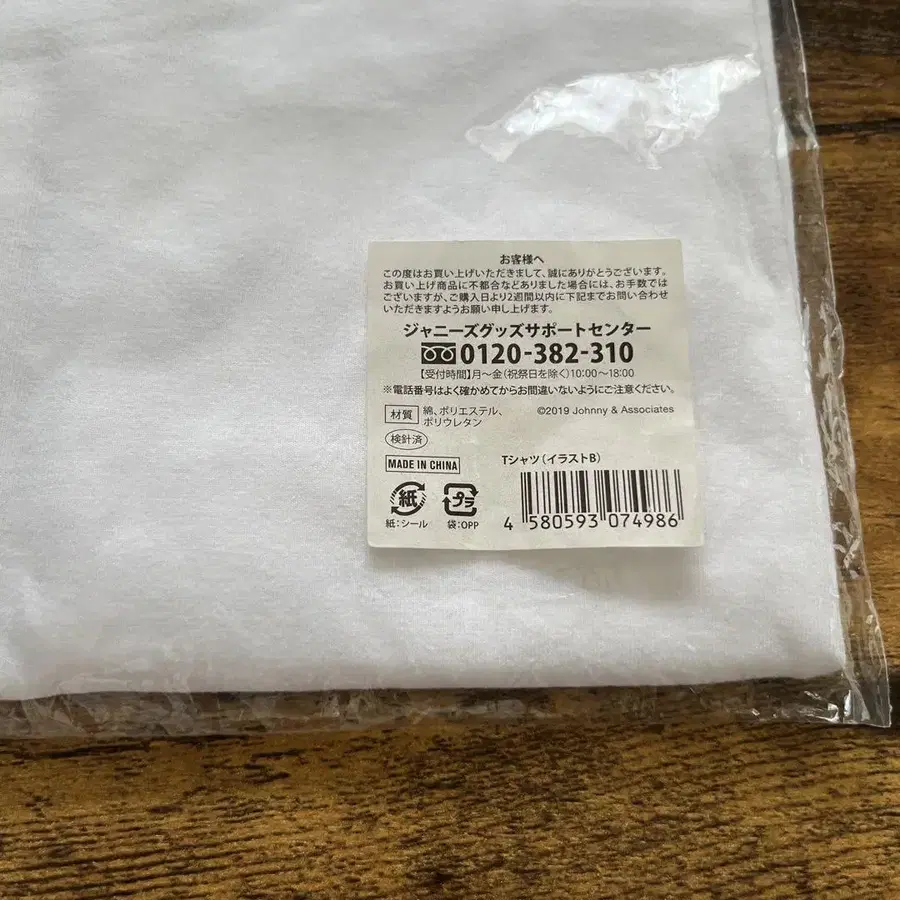 お客様へ
この度はお買い上げいただきまして、誠にありがとうございます。
お買い上げ商品に不都合などありました場合には、お手数では
ございますが、ご購入日より2週間以内に下記までお問い合わせ
いただきますようお願い申し上げます。
ジャニーズグッズサポートセンター
0120-382-310
【受付時間】月〜金(祝祭日を除く)10:00〜18:00
※電話番号はよく確かめてからお間違いないようにご注意ください。
材質 綿、ポリエステル、
ポリウレタン
©2019 Johnny & Associates
検針済
MADE IN CHINA
Tシャツ(イラストB)
紙 プラ
紙:シール 袋:OPP
4 580593 074986